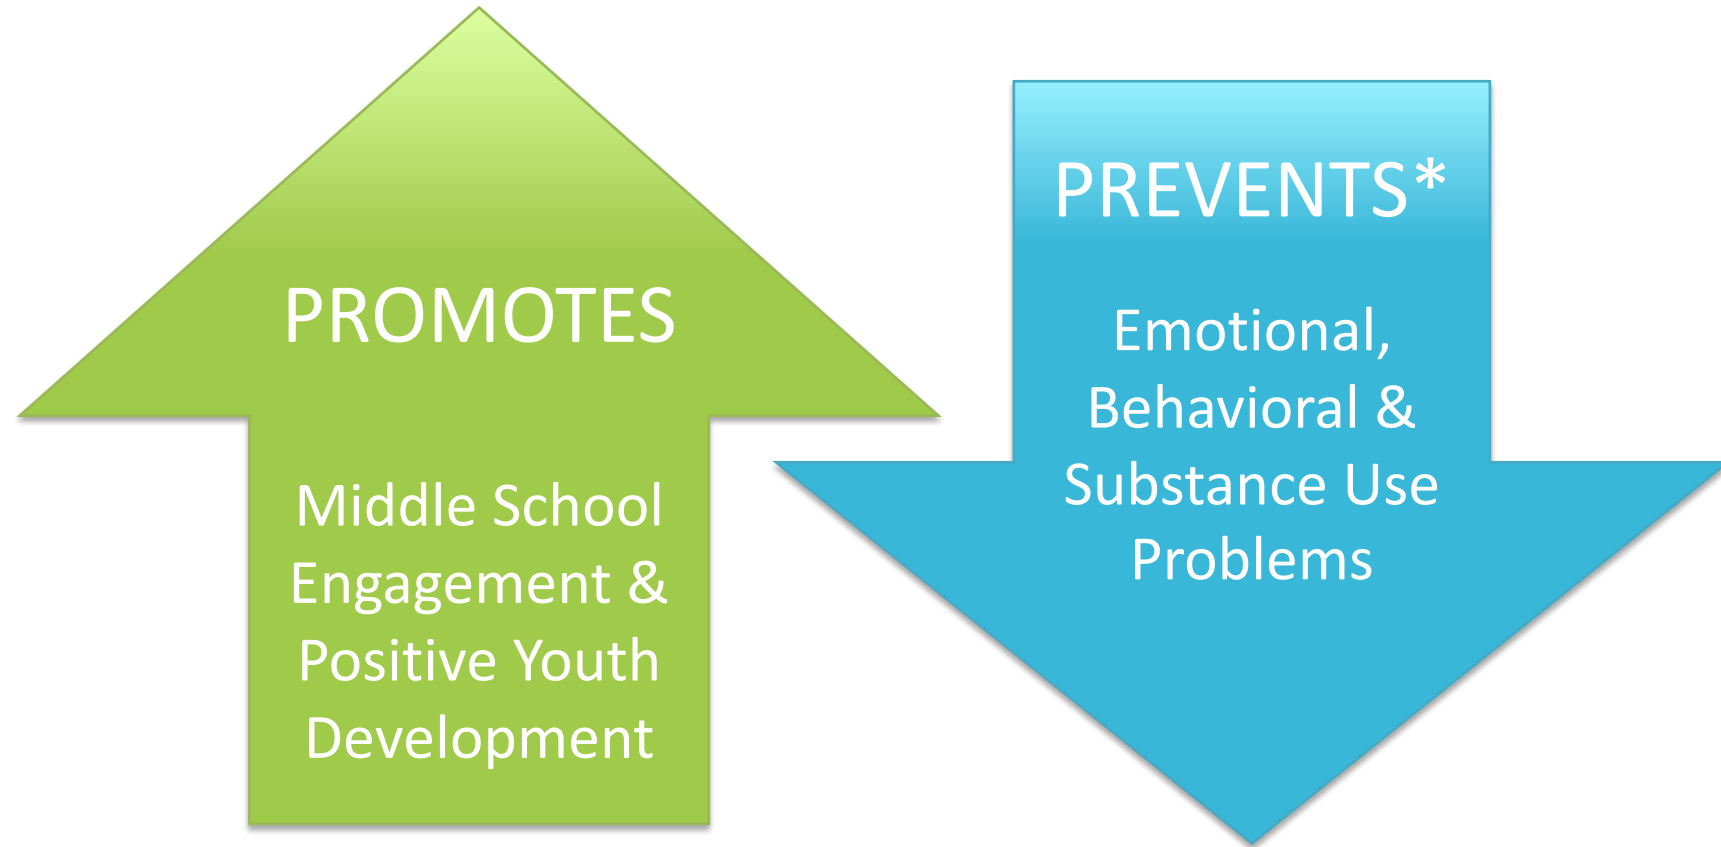 PROMOTES
Middle School
Engagement &
Positive Youth
Development
PREVENTS*
Emotional,
Behavioral &
Substance Use
Problems